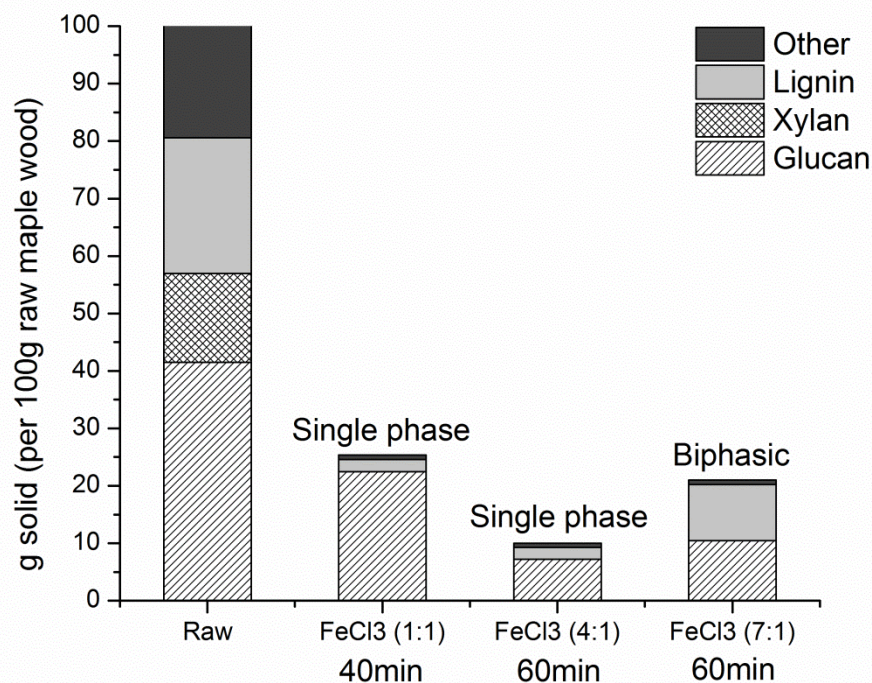 g solid (per 100g raw maple wood)
100
90
80
70
60
50
40
30
20
10
0
Other
Lignin
Xylan
Glucan
Single phase
Single phase
Biphasic
Raw
FeCl3 (1:1)
40min
FeCl3 (4:1)
60min
FeCl3 (7:1)
60min